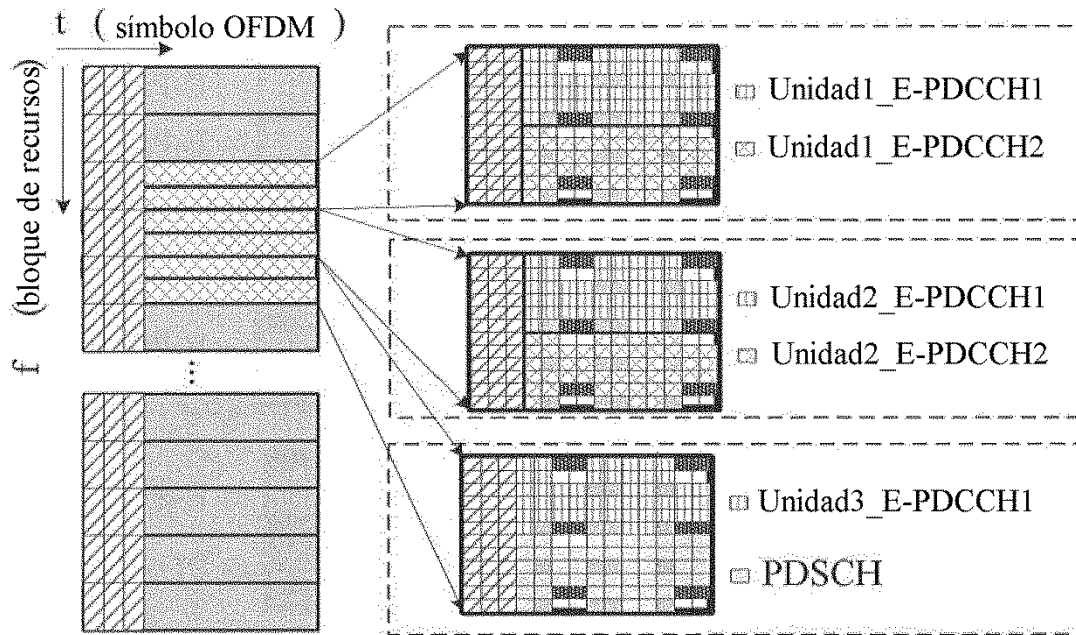 t ( símbolo OFDM )
f (bloque de recursos)
...
Unidad1_E-PDCCH1
Unidad1_E-PDCCH2
Unidad2_E-PDCCH1
Unidad2_E-PDCCH2
Unidad3_E-PDCCH1
PDSCH